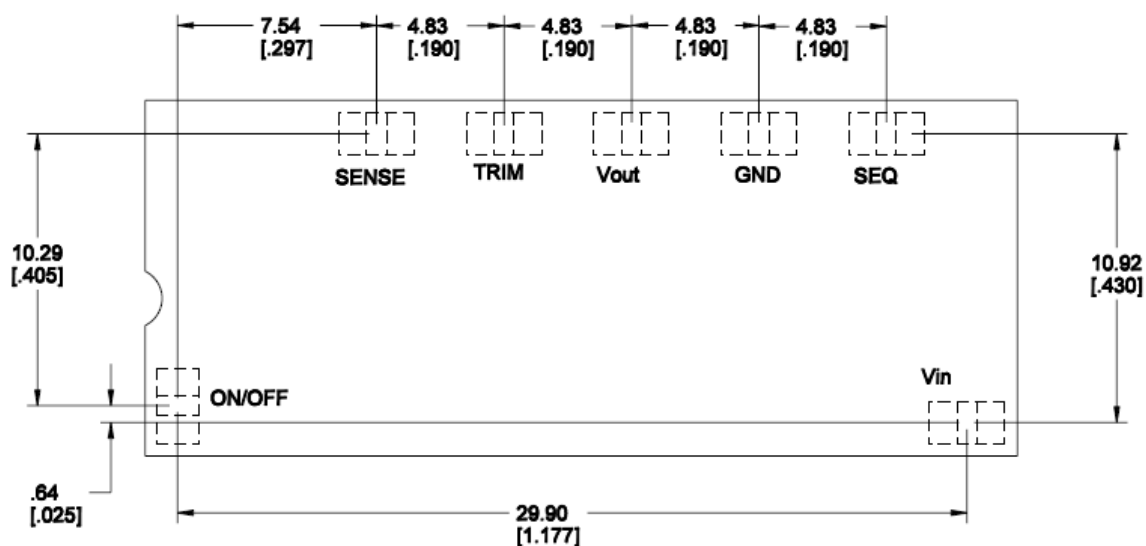 7.54 4.83 4.83 4.83 4.83
[.297] [.190] [.190] [.190] [.190]
SENSE TRIM Vout GND SEQ
10.29
[.405]
10.92
[.430]
ON/OFF
Vin
.64
[.025]
29.90
[1.177]